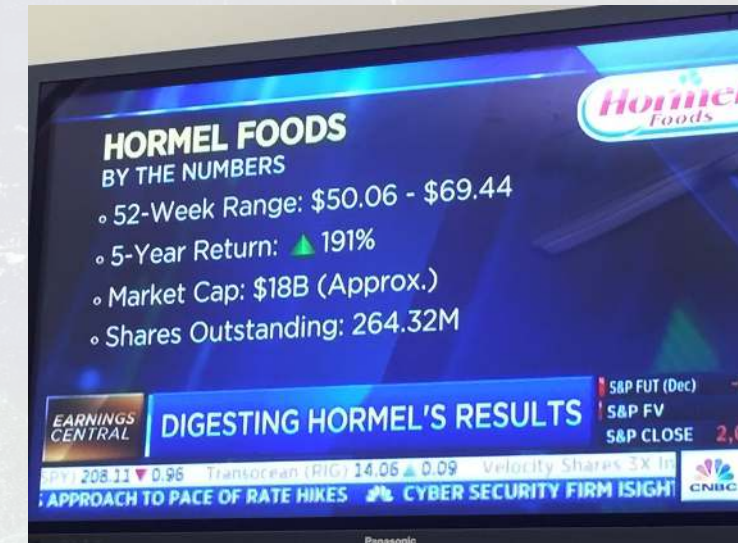 Hormel
Foods
HORMEL FOODS
BY THE NUMBERS
◦ 52-Week Range: $50.06 - $69.44
◦ 5-Year Return: ▲ 191%
◦ Market Cap: $18B (Approx.)
◦ Shares Outstanding: 264.32M
EARNINGS
CENTRAL
DIGESTING HORMEL'S RESULTS
S&P FUT (Dec)
S&P FV
S&P CLOSE
SPY) 208.11 ▼ 0.96 Transocean (RIG) 14.06 ▲ 0.09 Velocity Shares 3X In
APPROACH TO PACE OF RATE HIKES CYBER SECURITY FIRM ISIGHT
CNBC
Panasonic